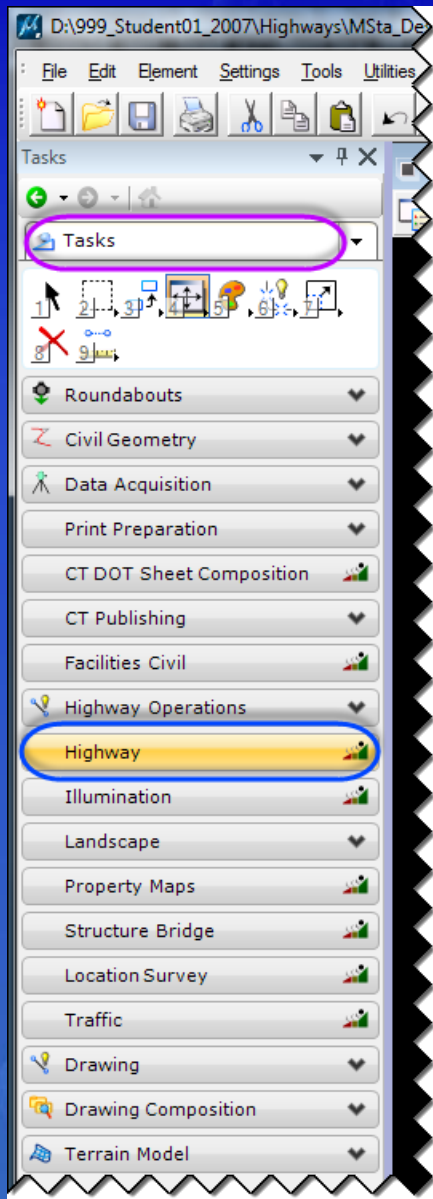 D:\999_Student01_2007\Highways\MSta_De
File Edit Element Settings Tools Utilities
Tasks
Tasks
1 2 3 4 5 6 7
8 9
Roundabouts
Civil Geometry
Data Acquisition
Print Preparation
CT DOT Sheet Composition
CT Publishing
Facilities Civil
Highway Operations
Highway
Illumination
Landscape
Property Maps
Structure Bridge
Location Survey
Traffic
Drawing
Drawing Composition
Terrain Model